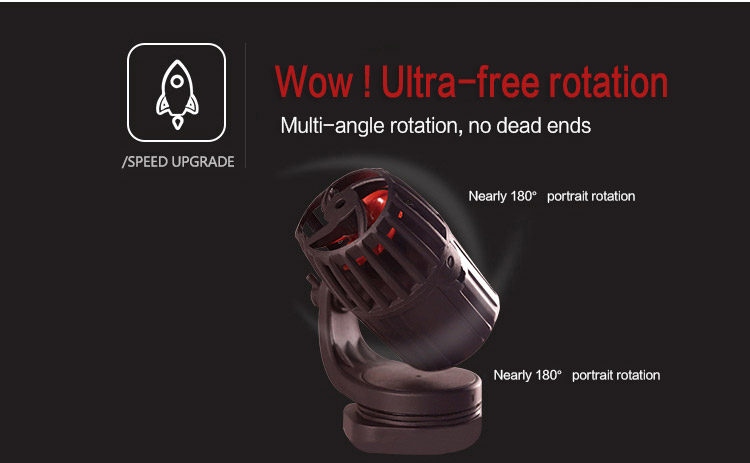 Wow ! Ultra-free rotation
Multi-angle rotation, no dead ends
/SPEED UPGRADE
Nearly 180° portrait rotation
Nearly 180° portrait rotation